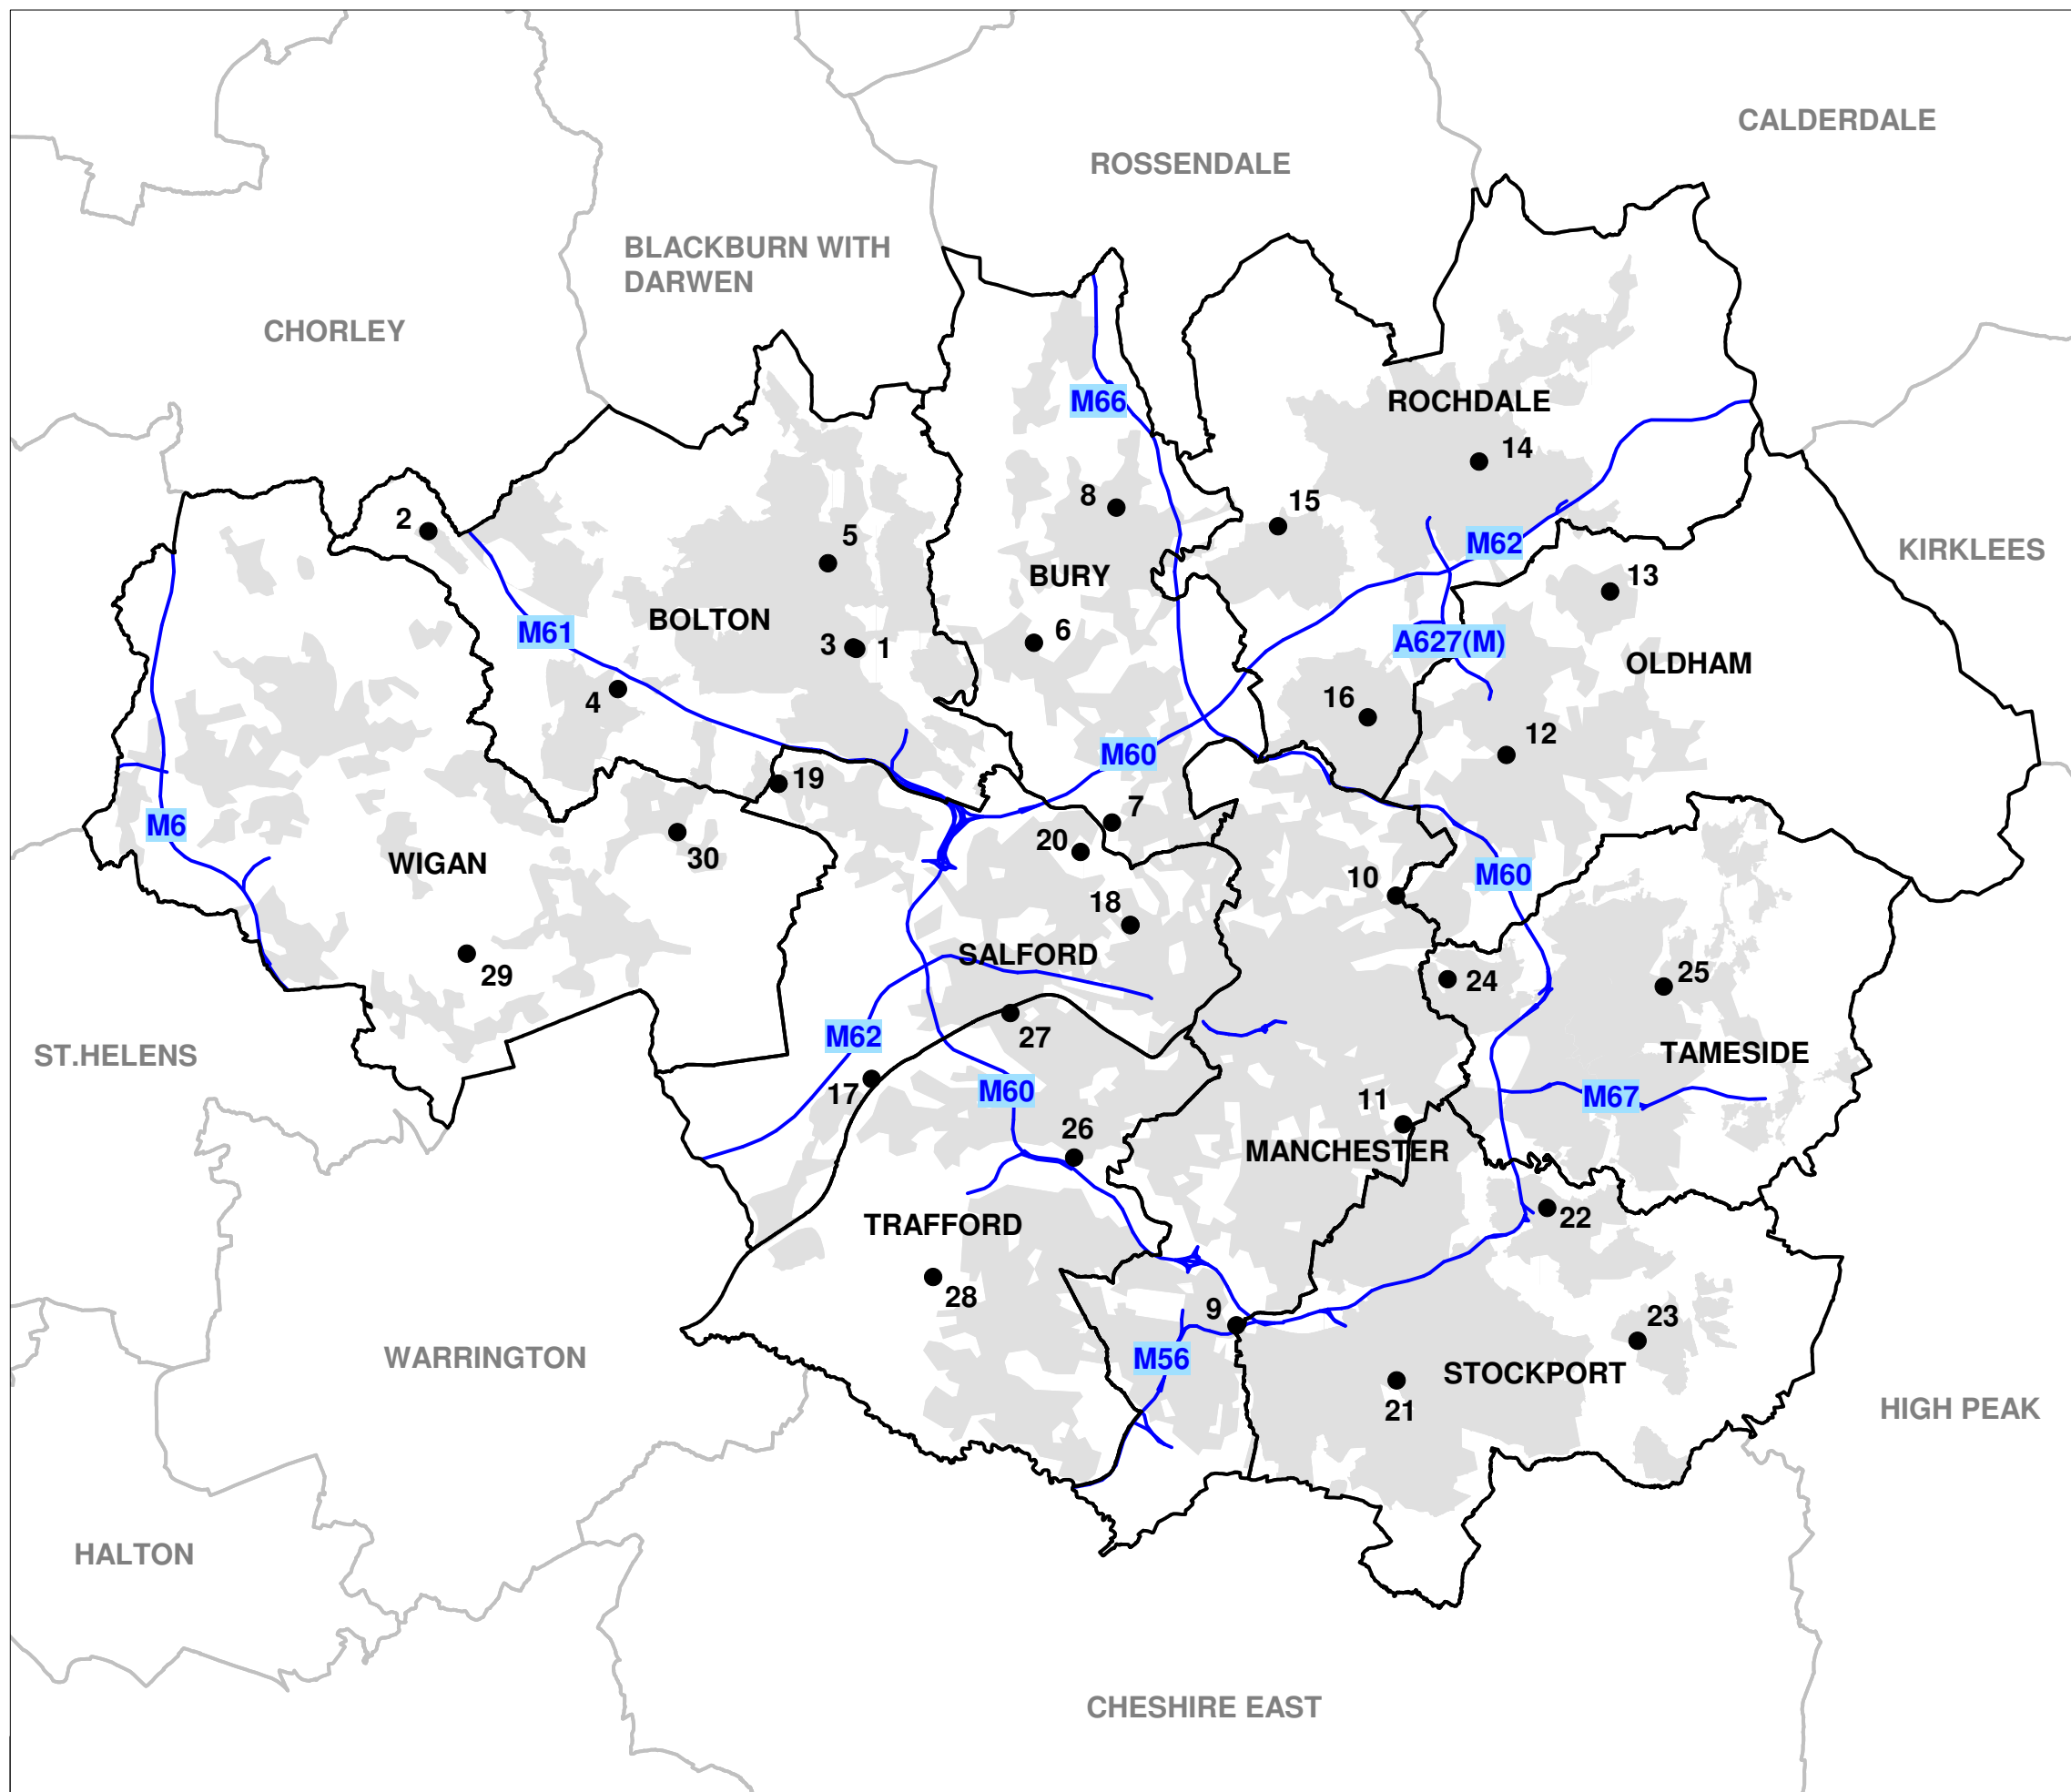 CALDERDALE
ROSSENDALE
BLACKBURN WITH
DARWEN
CHORLEY
M66
ROCHDALE
14
8
15
2
5
M62
KIRKLEES
BURY
13
M61
BOLTON
6
3
1
A627(M)
OLDHAM
4
16
12
M60
19
7
M6
20
30
WIGAN
M60
10
18
SALFORD
29
24
25
M62
27
ST.HELENS
TAMESIDE
17
M60
M67
11
26
MANCHESTER
TRAFFORD
22
28
9
23
WARRINGTON
M56
STOCKPORT
21
HIGH PEAK
HALTON
CHESHIRE EAST